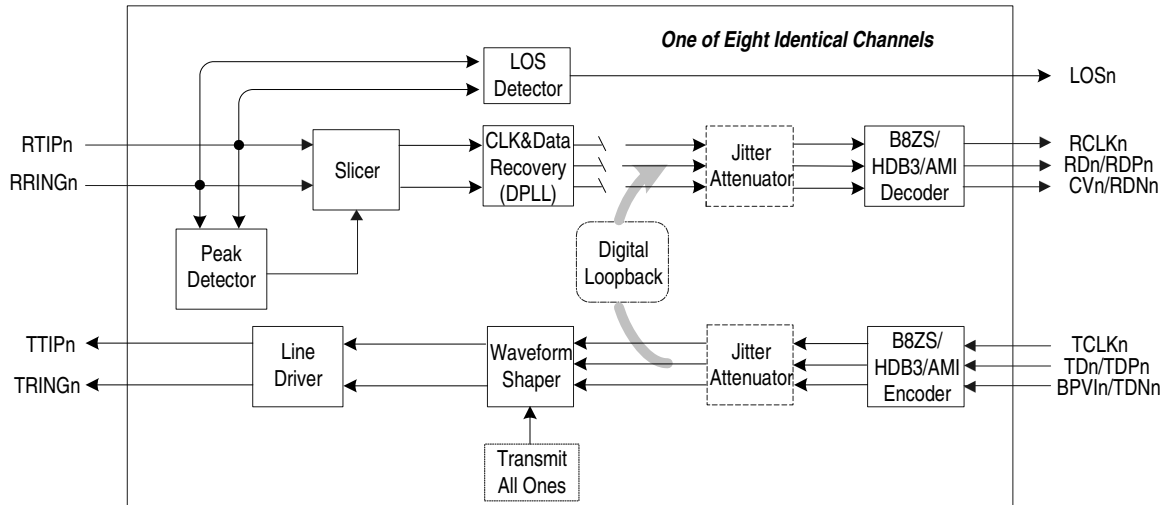 One of Eight Identical Channels
LOS
Detector
LOSn
RTIPn
RRINGn
Slicer
CLK&Data
Recovery
(DPLL)
Jitter
Attenuator
B8ZS/
HDB3/AMI
Decoder
RCLKn
RDn/RDPn
CVn/RDNn
Peak
Detector
Digital
Loopback
TTIPn
TRINGn
Line
Driver
Waveform
Shaper
Jitter
Attenuator
B8ZS/
HDB3/AMI
Encoder
TCLKn
TDn/TDPn
BPVIn/TDNn
Transmit
All Ones